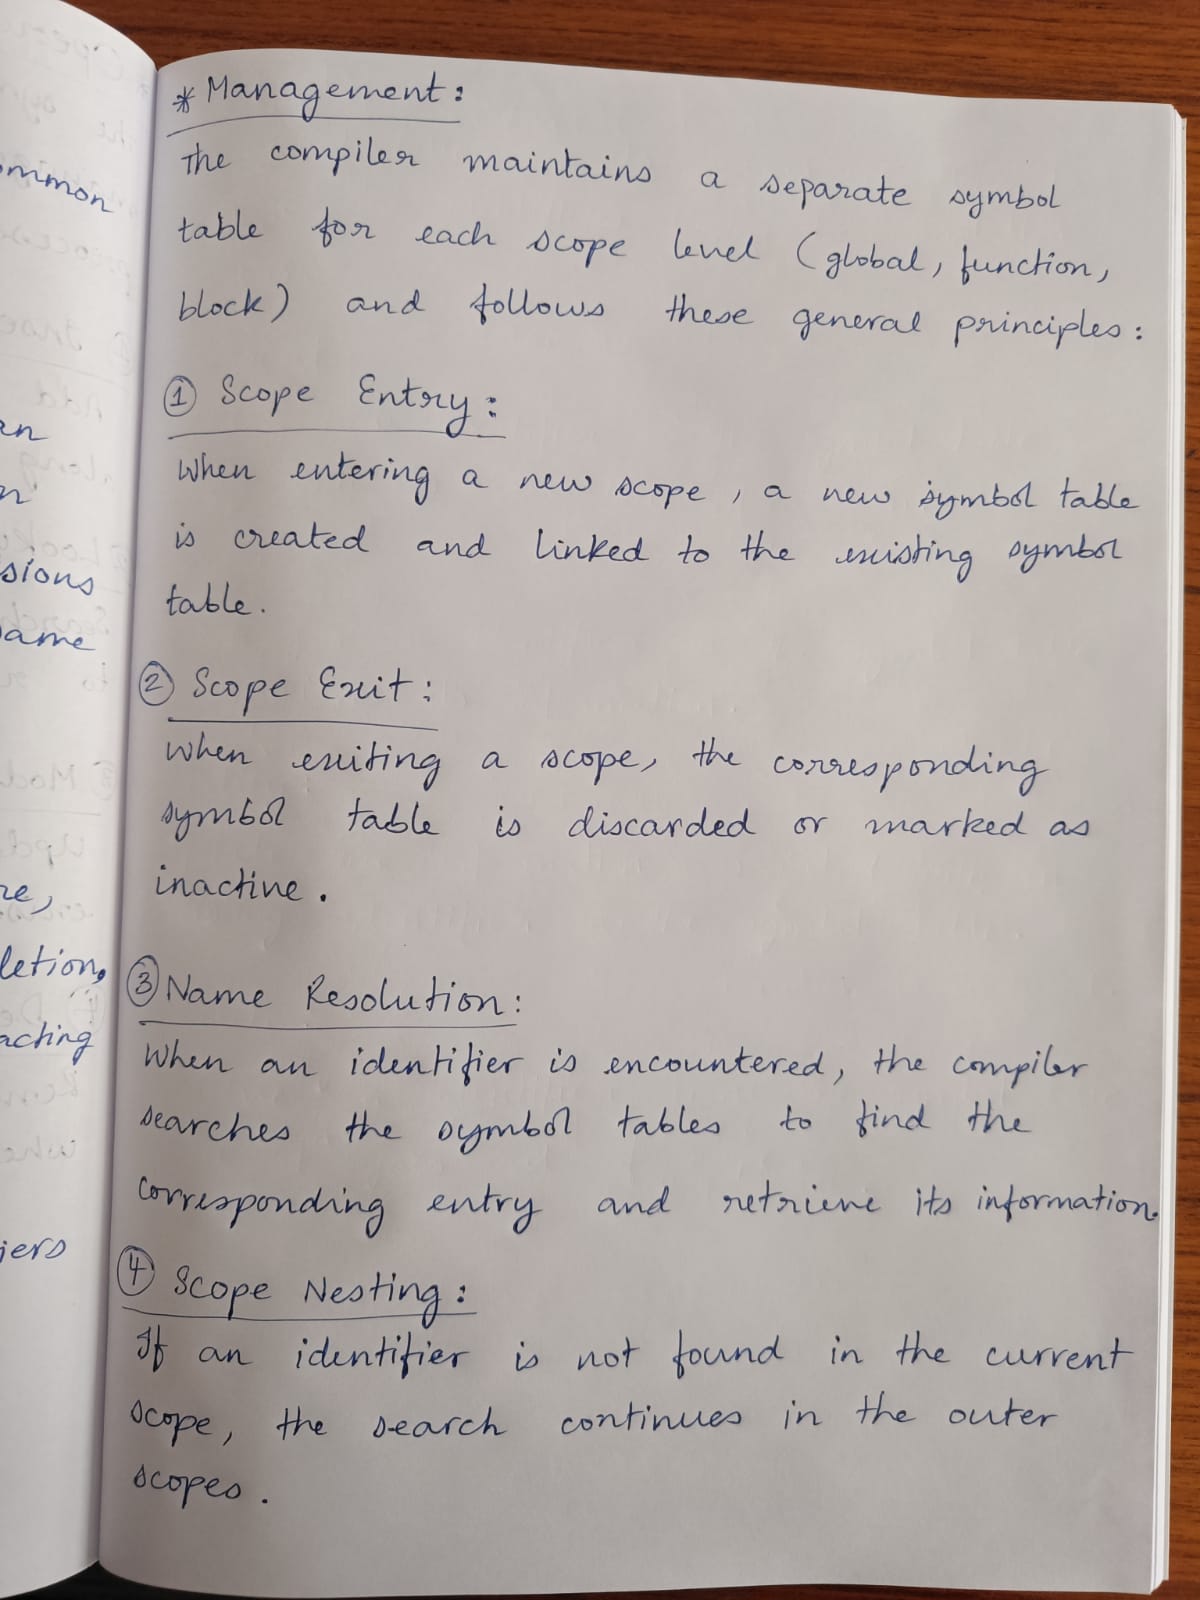 * Management:
The compiler maintains a separate symbol
table for each scope level (global, function,
block) and follows these general principles:
① Scope Entry:
When entering a new scope, a new symbol table
is created and linked to the existing symbol
table.
② Scope Exit:
When exiting a scope, the corresponding
symbol table is discarded or marked as
inactive.
③ Name Resolution:
When an identifier is encountered, the compiler
searches the symbol tables to find the
corresponding entry and retrieve its information.
④ Scope Nesting:
If an identifier is not found in the current
scope, the search continues in the outer
scopes.
ommon
an
n
sions
ame
re,
letion,
acting
iers